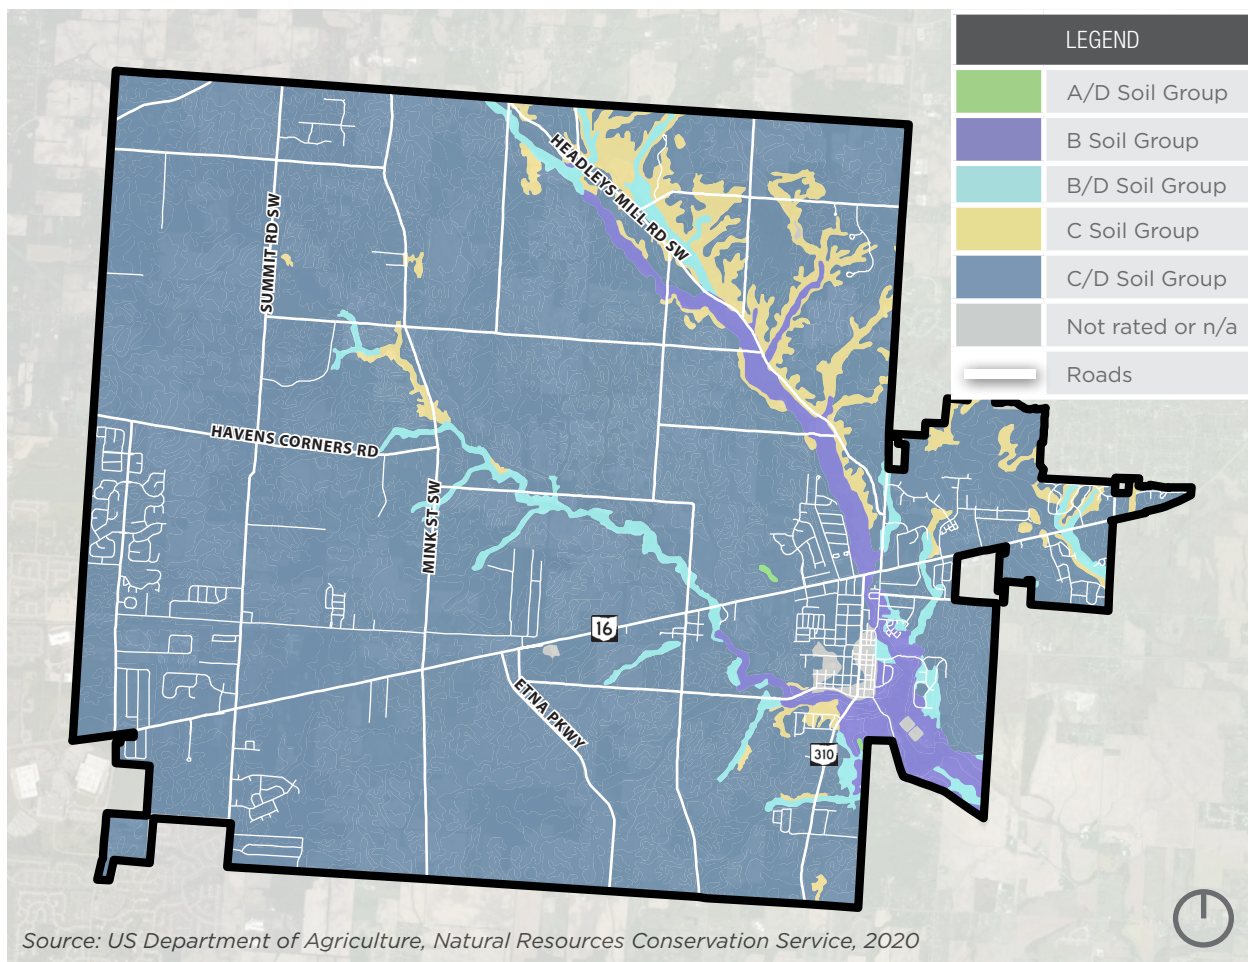 LEGEND
A/D Soil Group
B Soil Group
B/D Soil Group
C Soil Group
C/D Soil Group
Not rated or n/a
Roads
HEADLEYS MILL RD SW
SUMMIT RD SW
HAVENS CORNERS RD
MINK ST SW
16
ETNA PKWY
310
Source: US Department of Agriculture, Natural Resources Conservation Service, 2020